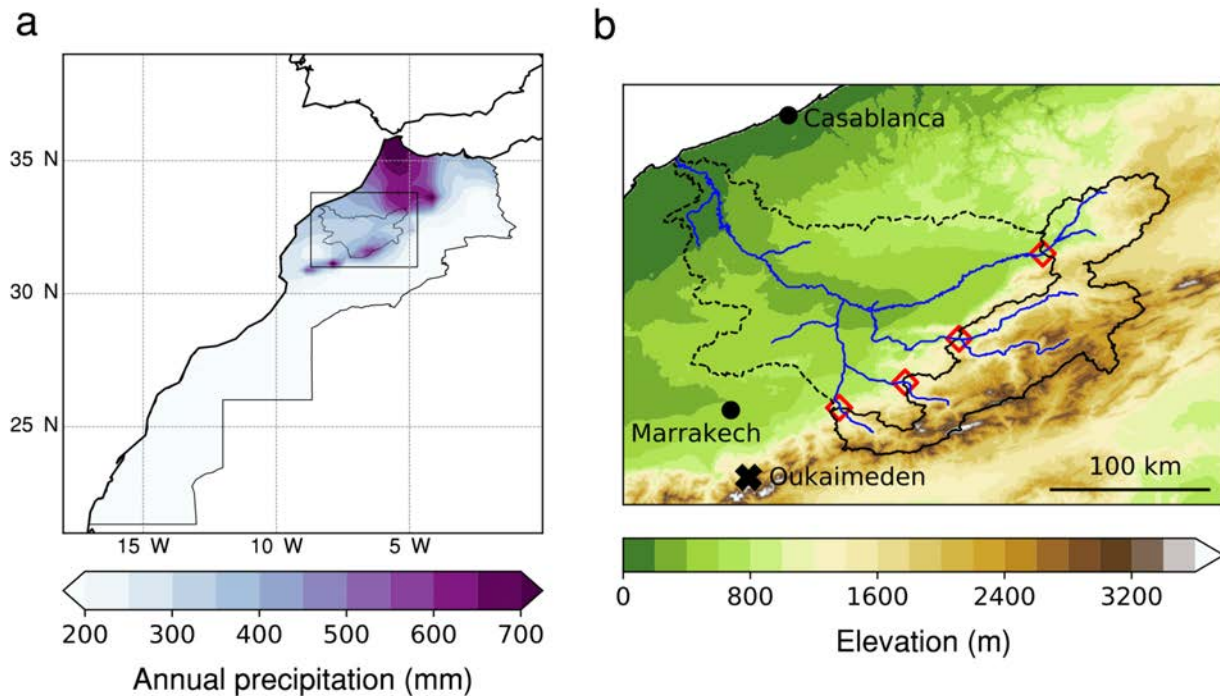 a
35 N
30 N
25 N
15 W 10 W 5 W
200 300 400 500 600 700
Annual precipitation (mm)
b
Casablanca
Marrakech
Oukaimeden
100 km
0 800 1600 2400 3200
Elevation (m)